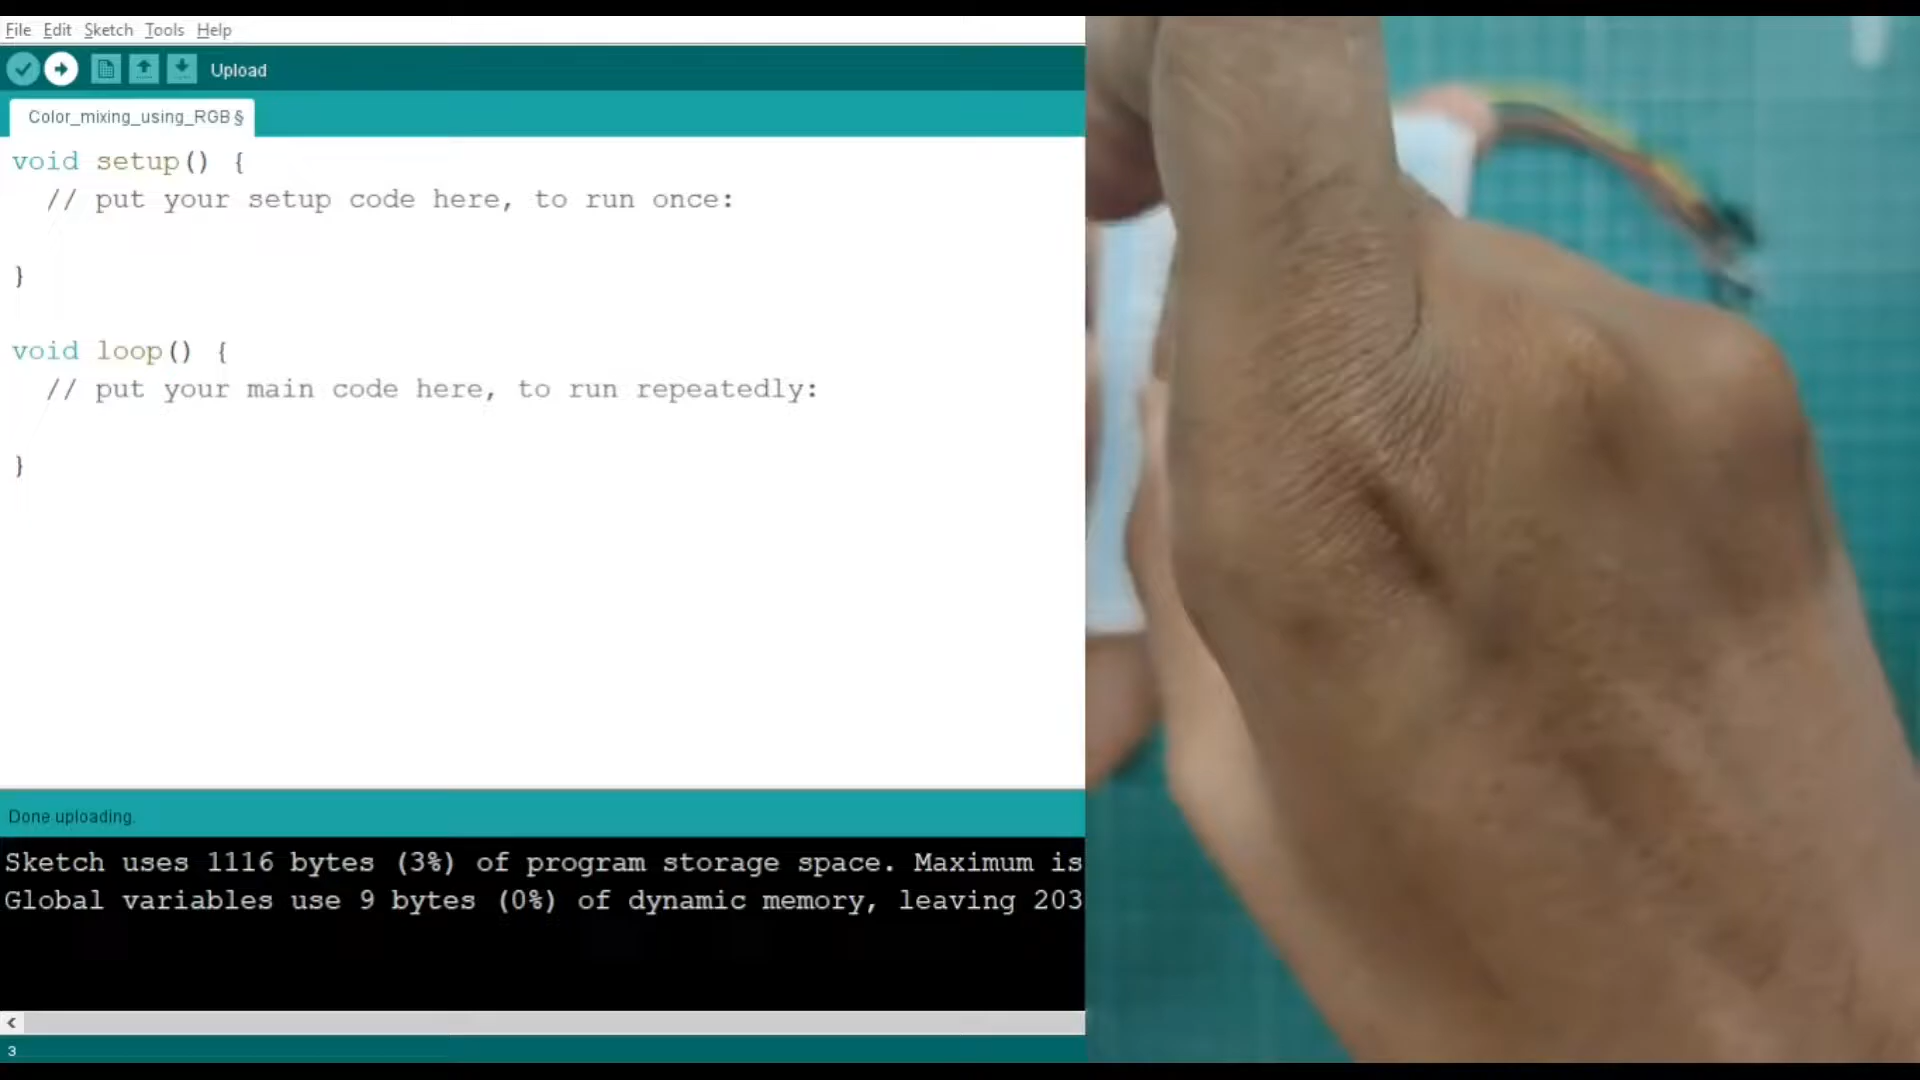 File Edit Sketch Tools Help
Upload
Color_mixing_using_RGB §
void setup() {
// put your setup code here, to run once:
}
void loop() {
// put your main code here, to run repeatedly:
}
Done uploading.
Sketch uses 1116 bytes (3%) of program storage space. Maximum is
Global variables use 9 bytes (0%) of dynamic memory, leaving 203
3